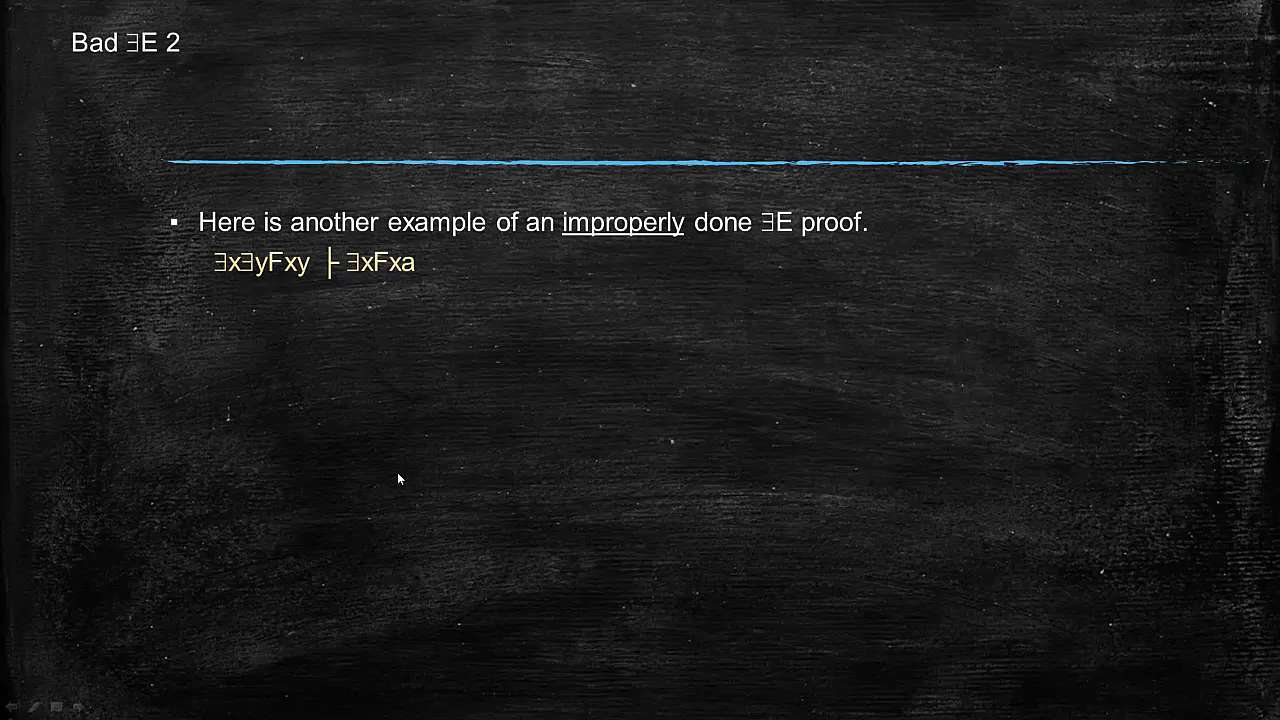 Bad ∃E 2
▪ Here is another example of an improperly done ∃E proof.
∃x∃yFxy ├ ∃xFxa